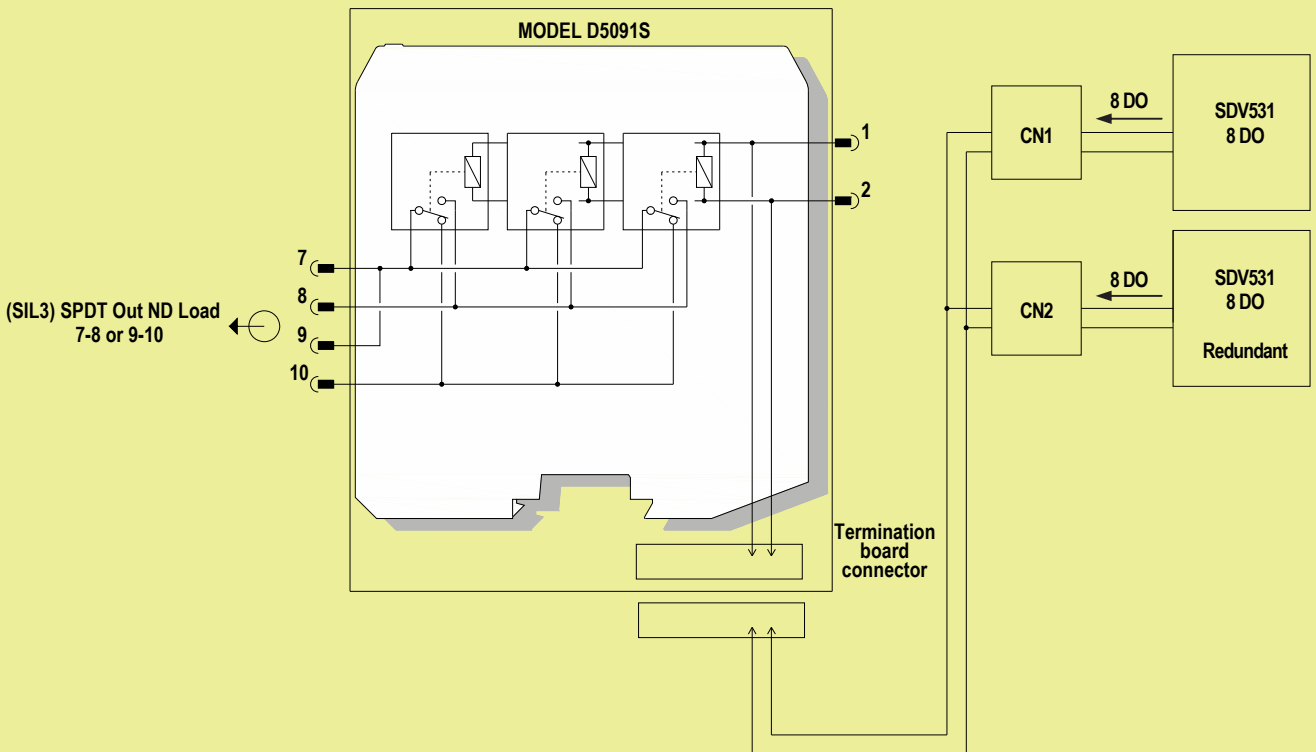 MODEL D5091S
1
2
7
8
9
10
(SIL3) SPDT Out ND Load
7-8 or 9-10
Termination
board
connector
CN1
8 DO
SDV531
8 DO
CN2
8 DO
SDV531
8 DO
Redundant